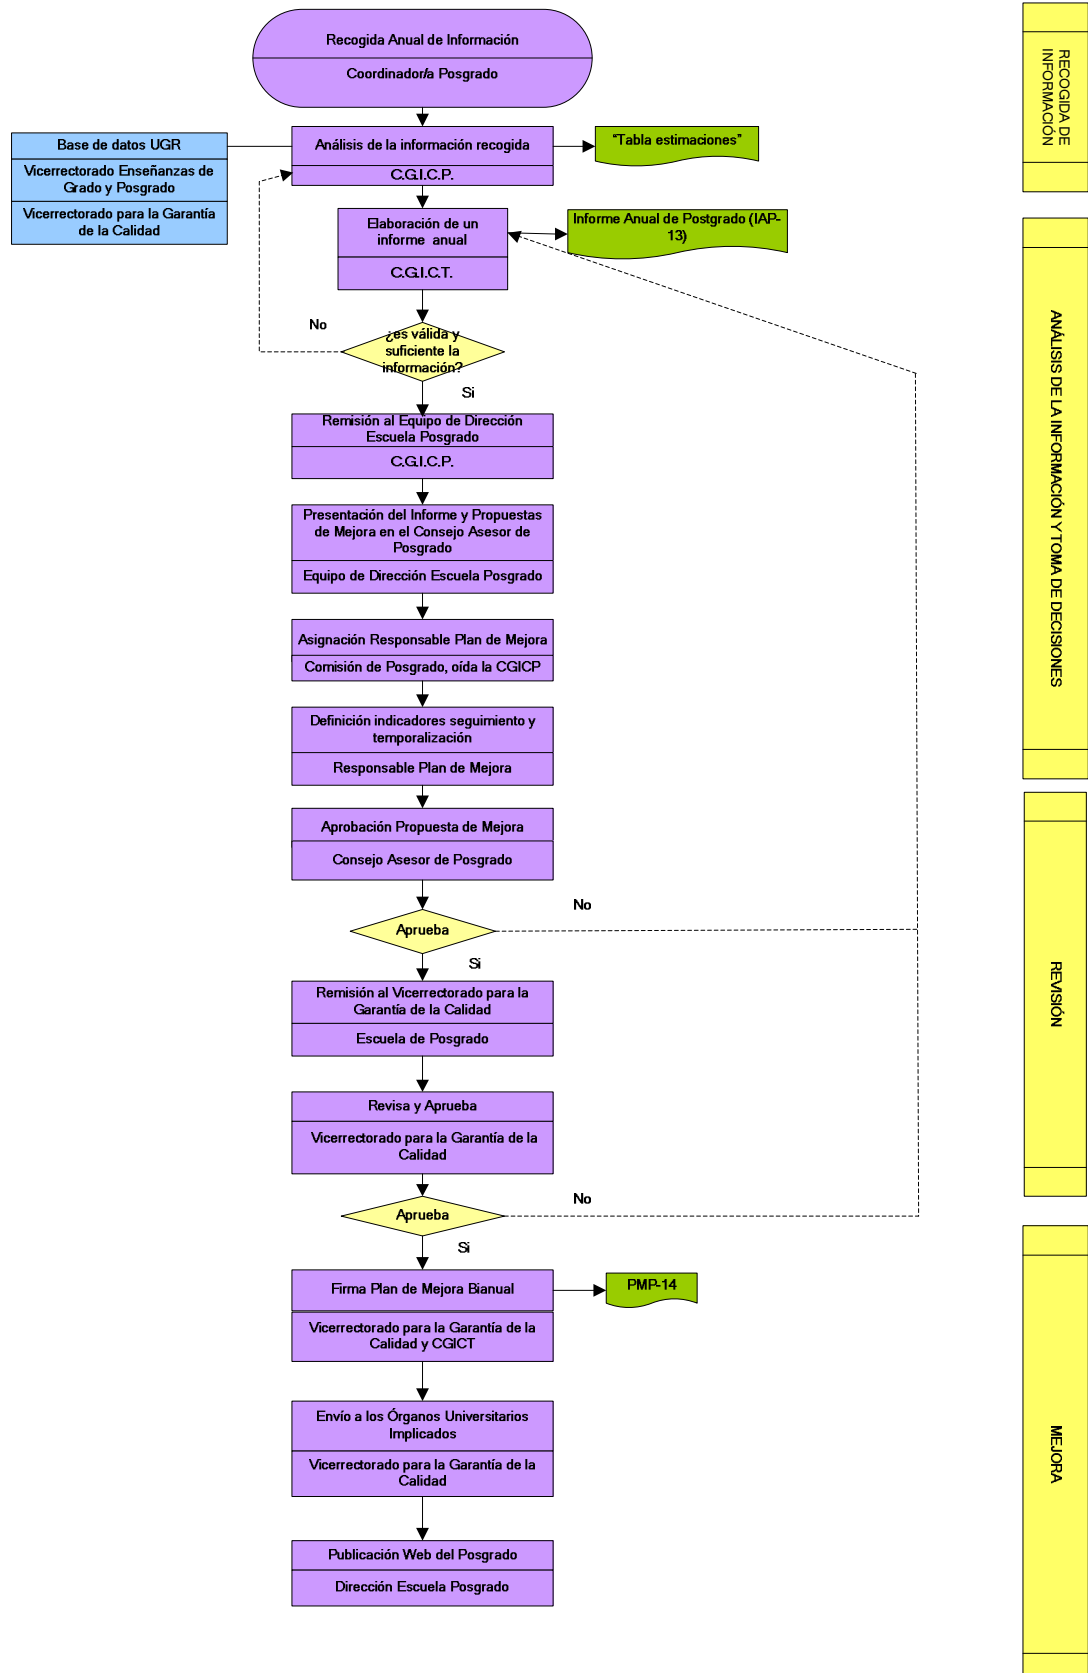 Recogida Anual de Información
Coordinador/a Posgrado
RECOGIDA DE
INFORMACIÓN
Base de datos UGR
Vicerrectorado Enseñanzas de
Grado y Posgrado
Vicerrectorado para la Garantía
de la Calidad
Análisis de la información recogida
C.G.I.C.P.
“Tabla estimaciones”
Elaboración de un
informe anual
C.G.I.C.T.
Informe Anual de Postgrado (IAP-
13)
ANÁLISIS DE LA INFORMACIÓN Y TOMA DE DECISIONES
No
¿es válida y
suficiente la
información?
Si
Remisión al Equipo de Dirección
Escuela Posgrado
C.G.I.C.P.
Presentación del Informe y Propuestas
de Mejora en el Consejo Asesor de
Posgrado
Equipo de Dirección Escuela Posgrado
Asignación Responsable Plan de Mejora
Comisión de Posgrado, oída la CGICP
Definición indicadores seguimiento y
temporalización
Responsable Plan de Mejora
Aprobación Propuesta de Mejora
Consejo Asesor de Posgrado
No
Aprueba
Si
REVISIÓN
Remisión al Vicerrectorado para la
Garantía de la Calidad
Escuela de Posgrado
Revisa y Aprueba
Vicerrectorado para la Garantía de la
Calidad
No
Aprueba
Si
Firma Plan de Mejora Bianual
Vicerrectorado para la Garantía de la
Calidad y CGICT
PMP-14
Envío a los Órganos Universitarios
Implicados
Vicerrectorado para la Garantía de la
Calidad
MEJORA
Publicación Web del Posgrado
Dirección Escuela Posgrado